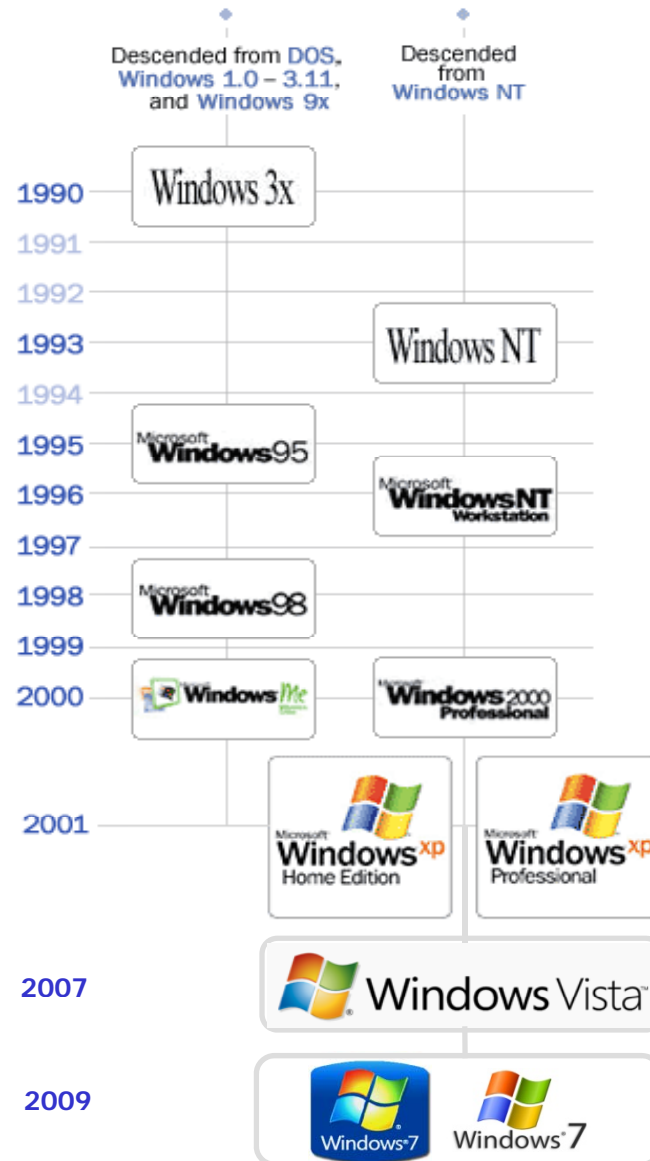 Descended from DOS,
Windows 1.0 – 3.11,
and Windows 9x
Descended
from
Windows NT
1990
Windows 3x
1991
1992
1993
Windows NT
1994
1995
Microsoft
Windows95
1996
Microsoft
WindowsNT
Workstation
1997
1998
Microsoft
Windows98
1999
2000
Windows Me
Microsoft
Windows2000
Professional
2001
Microsoft
Windows xp
Home Edition
Microsoft
Windows xp
Professional
2007
Windows Vista™
2009
Windows®7
Windows®7